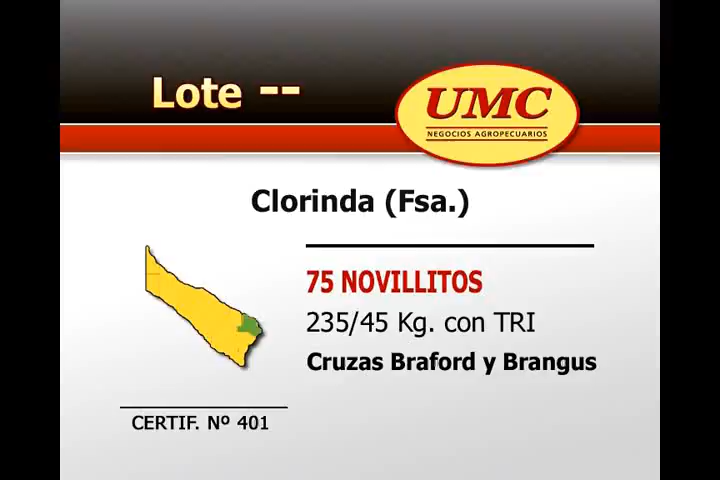 Lote --
UMC
NEGOCIOS AGROPECUARIOS
Clorinda (Fsa.)
75 NOVILLITOS
235/45 Kg. con TRI
Cruzas Braford y Brangus
CERTIF. Nº 401